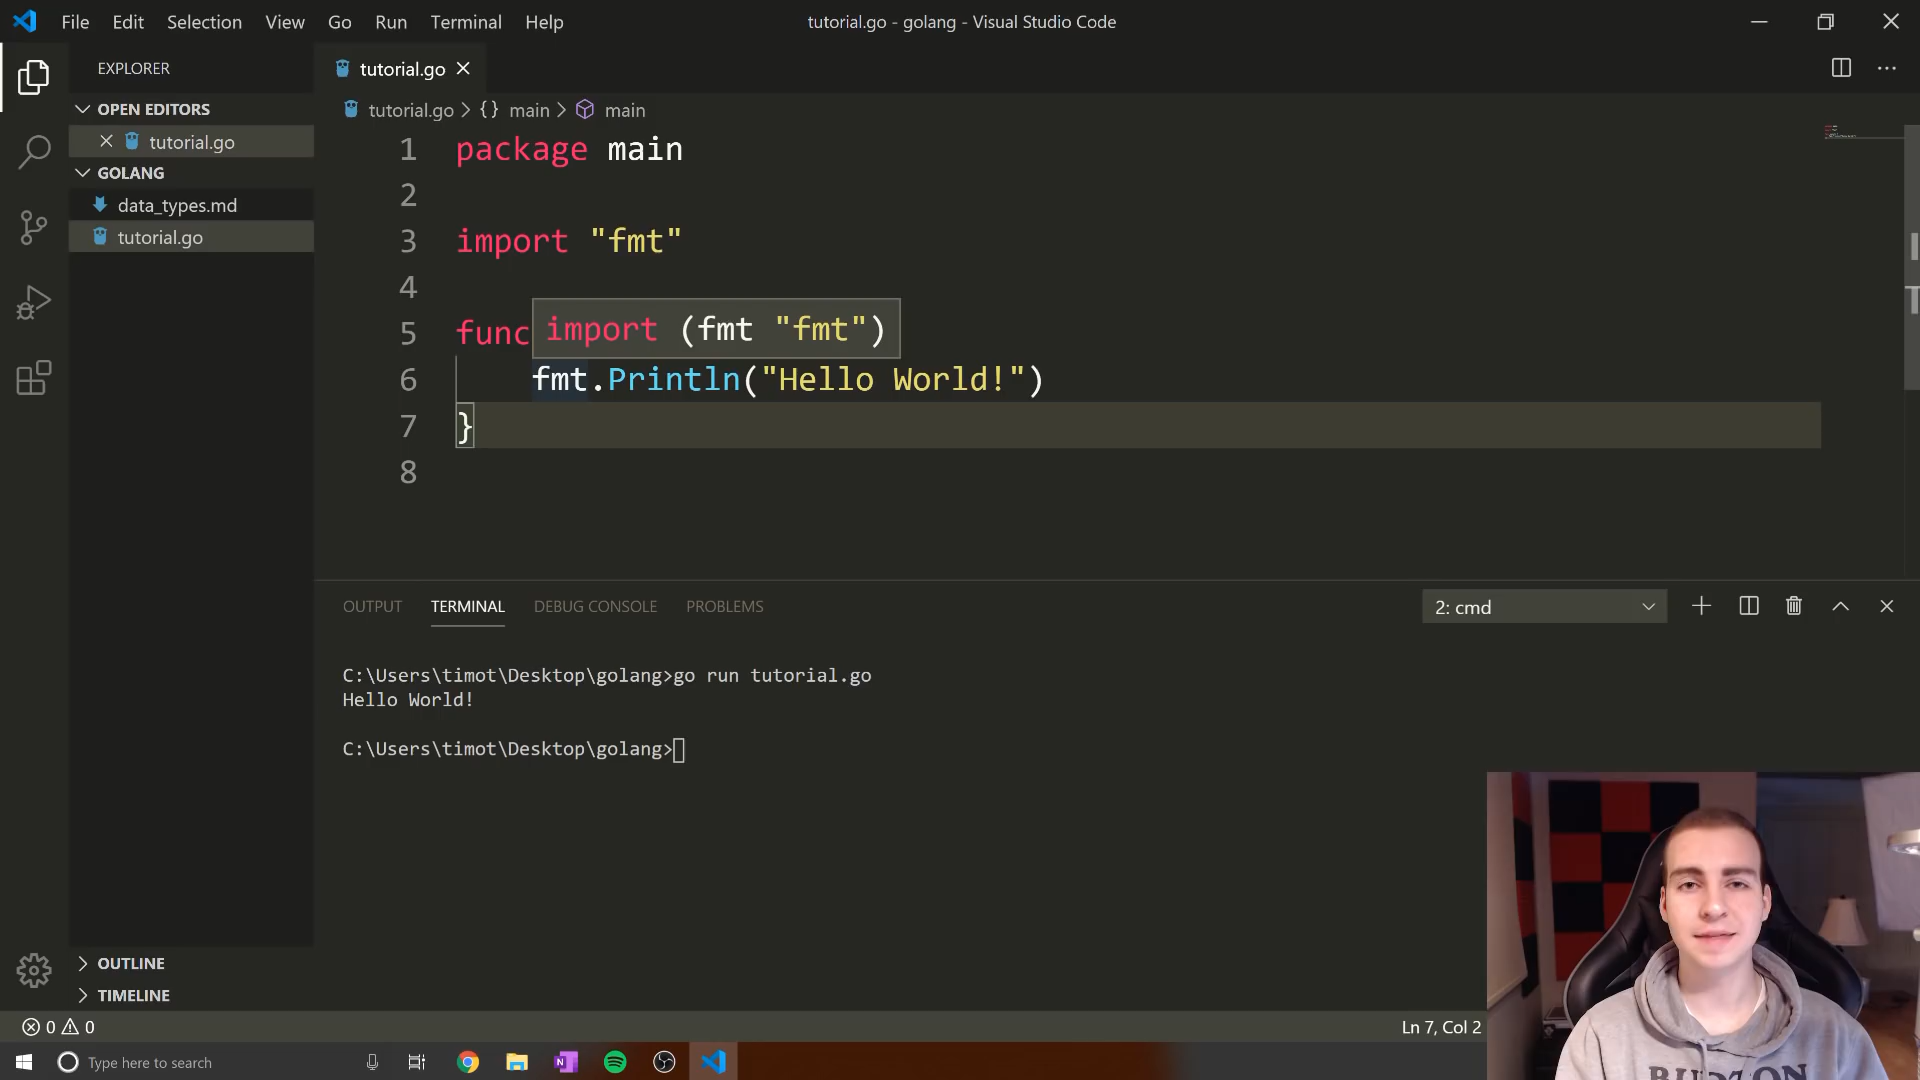 File Edit Selection View Go Run Terminal Help
tutorial.go - golang - Visual Studio Code
EXPLORER
OPEN EDITORS
tutorial.go
GOLANG
data_types.md
tutorial.go
OUTLINE
TIMELINE
tutorial.go
tutorial.go > {} main > main
1 package main
2
3 import "fmt"
4
5 func
import (fmt "fmt")
6 fmt.Println("Hello World!")
7 }
8
OUTPUT TERMINAL DEBUG CONSOLE PROBLEMS
2: cmd
C:\Users\timot\Desktop\golang>go run tutorial.go
Hello World!
C:\Users\timot\Desktop\golang>
0 0
Ln 7, Col 2
Type here to search